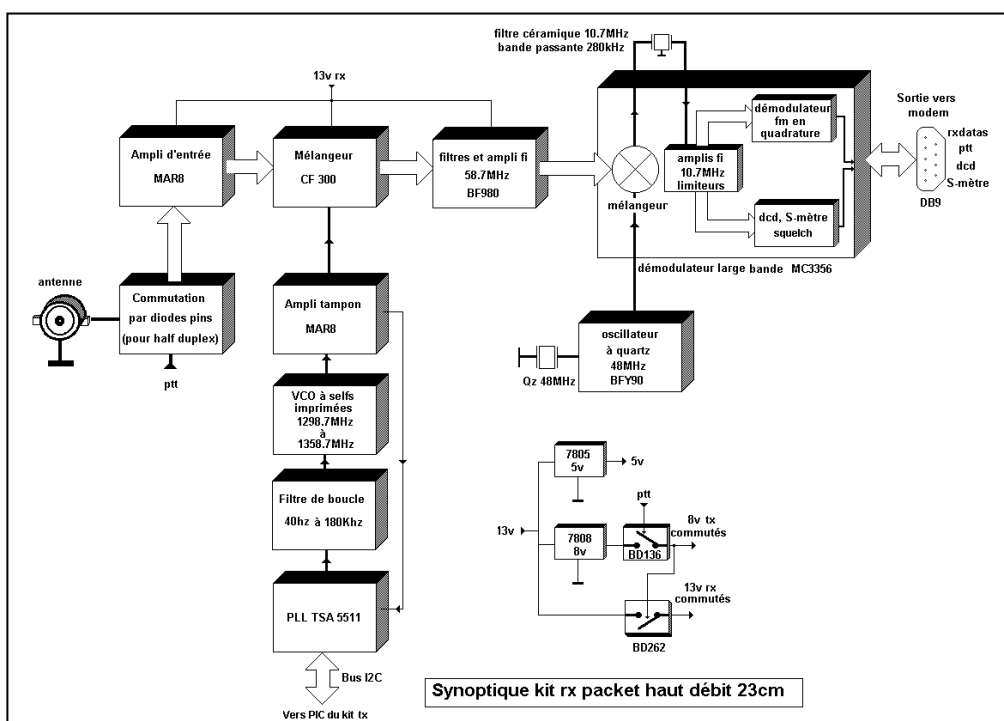 filtre céramique 10.7MHz
bande passante 280kHz
13v rx
Ampli d'entrée
MAR8
Mélangeur
CF 300
filtres et ampli fi
58.7MHz
BF980
mélangeur
amplis fi
10.7MHz
limiteurs
démodulateur
fm en
quadrature
dcd, S-mètre
squelch
démodulateur large bande MC3356
Sortie vers
modem
rxdatas
ptt
dcd
S-mètre
DB9
antenne
Commutation
par diodes pins
(pour half duplex)
ptt
Ampli tampon
MAR8
oscillateur
à quartz
48MHz
BFY90
Qz 48MHz
VCO à selfs
imprimées
1298.7MHz
à
1358.7MHz
Filtre de boucle
40hz à 180Khz
PLL TSA 5511
Bus I2C
Vers PIC du kit tx
7805
5v
5v
13v
7808
8v
ptt
BD136
8v tx
commutés
13v rx
commutés
BD262
Synoptique kit rx packet haut débit 23cm